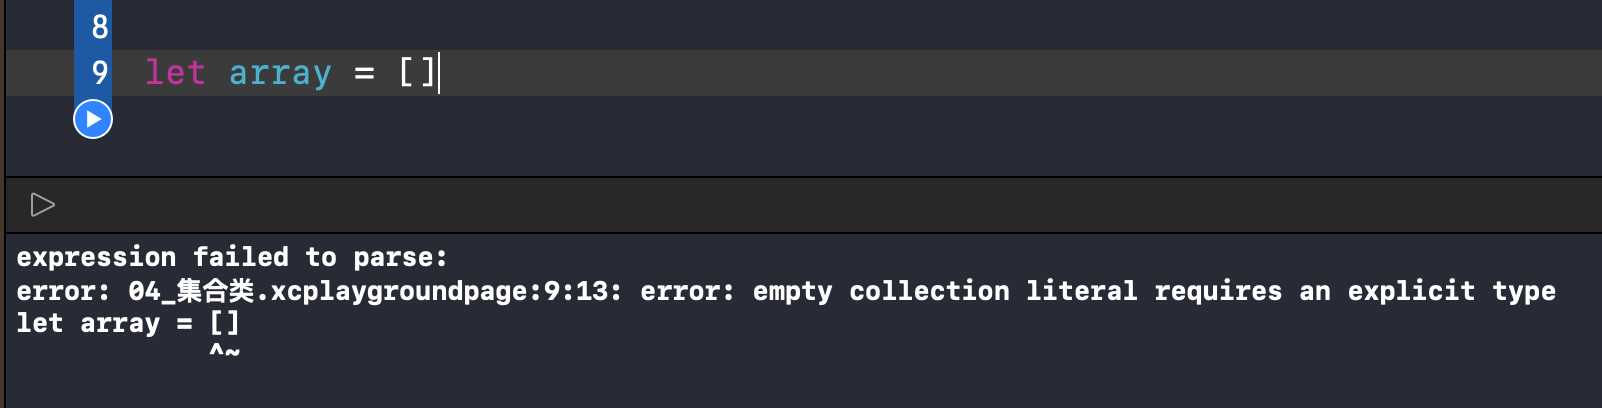 8
9 let array = []
expression failed to parse:
error: 04_集合类.xcplaygroundpage:9:13: error: empty collection literal requires an explicit type
let array = []
            ^~